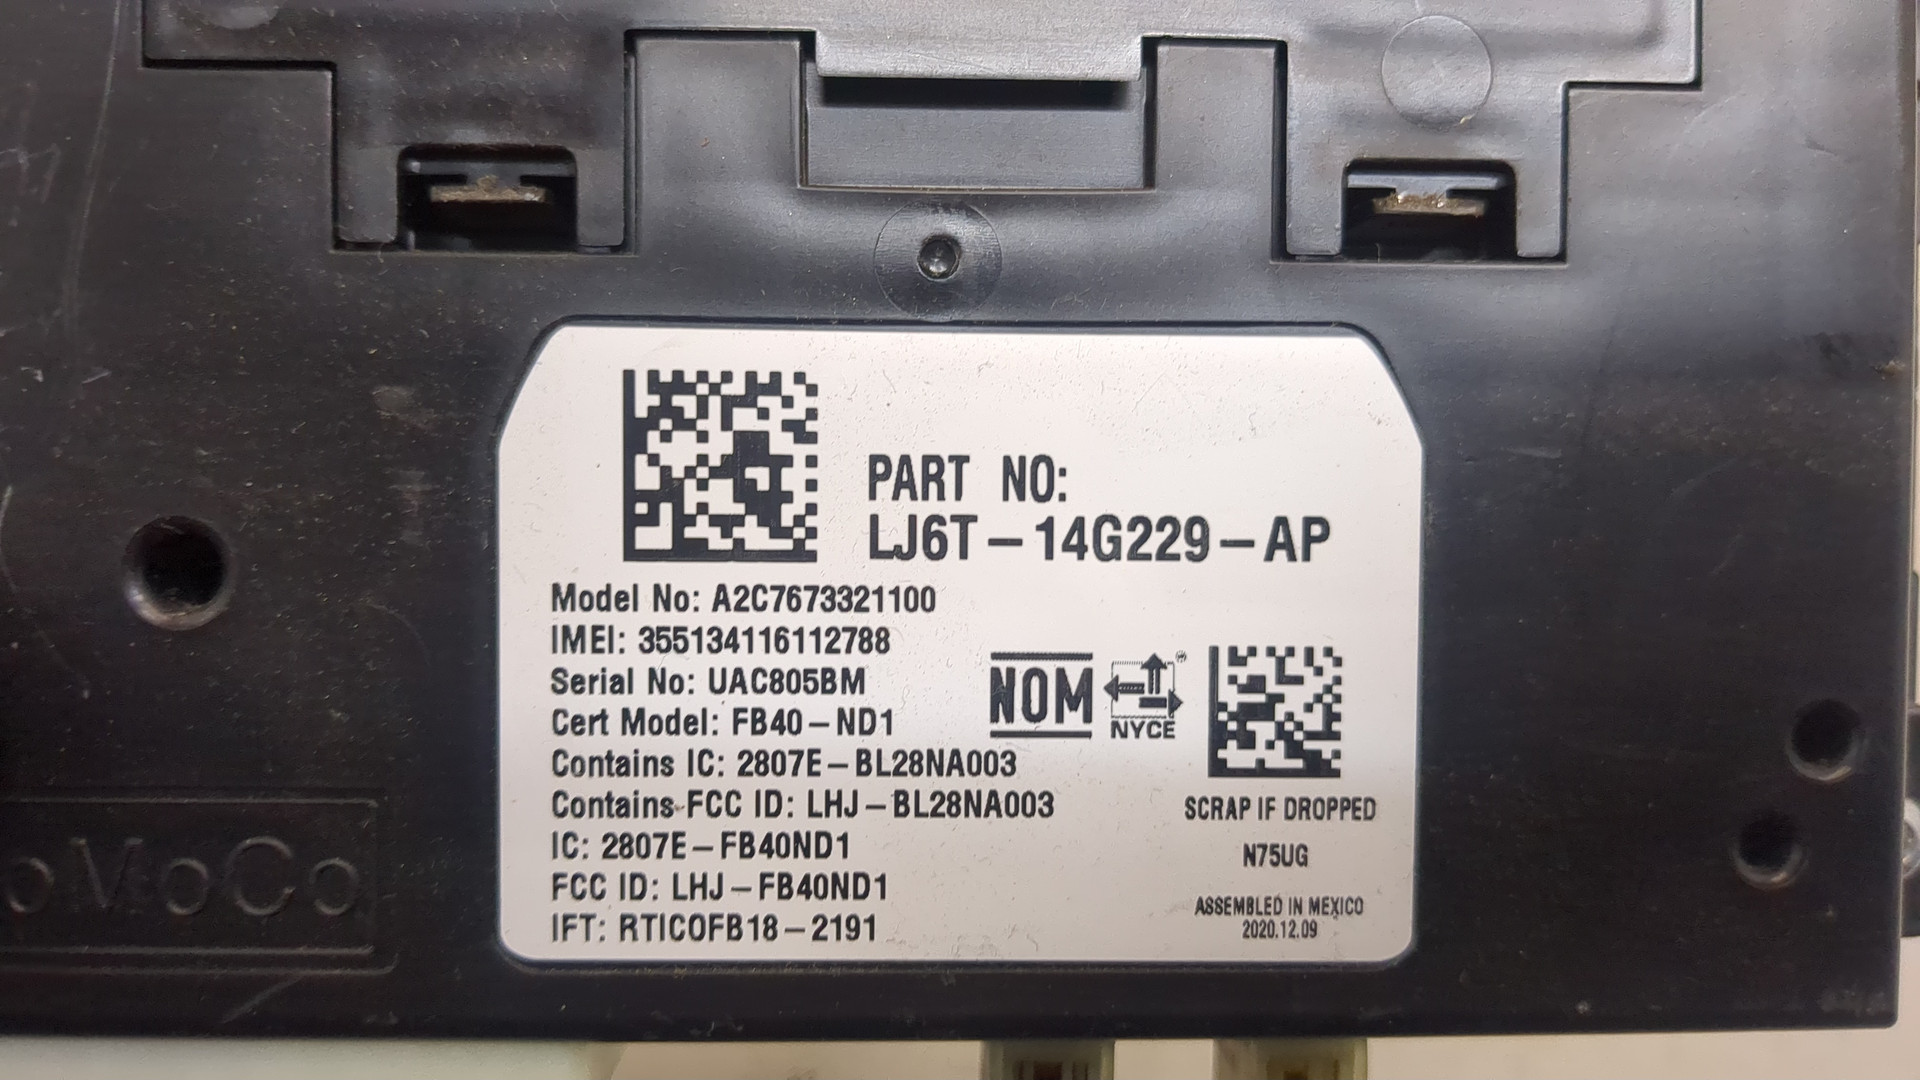 PART NO:
LJ6T-14G229-AP
Model No: A2C7673321100
IMEI: 355134116112788
Serial No: UAC805BM
Cert Model: FB40-ND1
NOM
NYCE
Contains IC: 2807E-BL28NA003
Contains FCC ID: LHJ-BL28NA003
SCRAP IF DROPPED
IC: 2807E-FB40ND1
N75UG
FCC ID: LHJ-FB40ND1
ASSEMBLED IN MEXICO
IFT: RTICOFB18-2191
2020.12.09
oMoCo